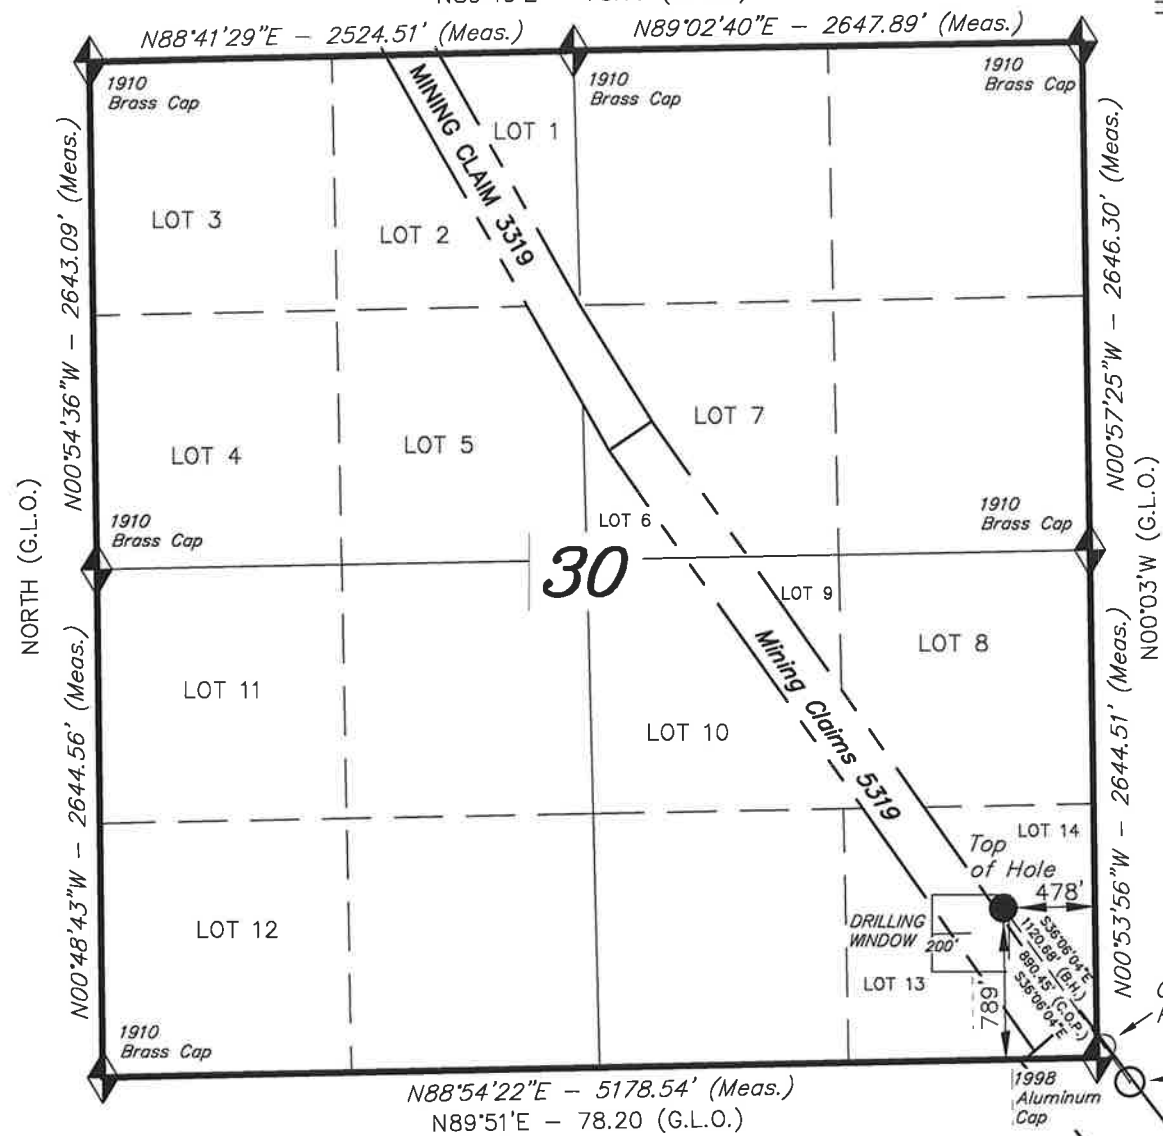 N88°41'29"E - 2524.51' (Meas.)
N89°02'40"E - 2647.89' (Meas.)
1910
Brass Cap
1910
Brass Cap
1910
Brass Cap
MINING CLAIM 3319
LOT 1
LOT 3
LOT 2
N00°54'36"W - 2643.09' (Meas.)
N00°57'25"W - 2646.30' (Meas.)
LOT 7
LOT 4
LOT 5
NORTH (G.L.O.)
N00°03'W (G.L.O.)
1910
Brass Cap
LOT 6
1910
Brass Cap
30
LOT 9
LOT 8
Mining Claims 5319
LOT 11
LOT 10
N00°48'43"W - 2644.56' (Meas.)
N00°53'56"W - 2644.51' (Meas.)
LOT 14
Top
of Hole
478'
LOT 12
DRILLING
WINDOW
200'
S36°06'04"E
1120.68' (B.H.)
890.45' (C.O.P.)
S36°06'04"E
LOT 13
789'
1910
Brass Cap
1998
Aluminum
Cap
N88°54'22"E - 5178.54' (Meas.)
N89°51'E - 78.20 (G.L.O.)